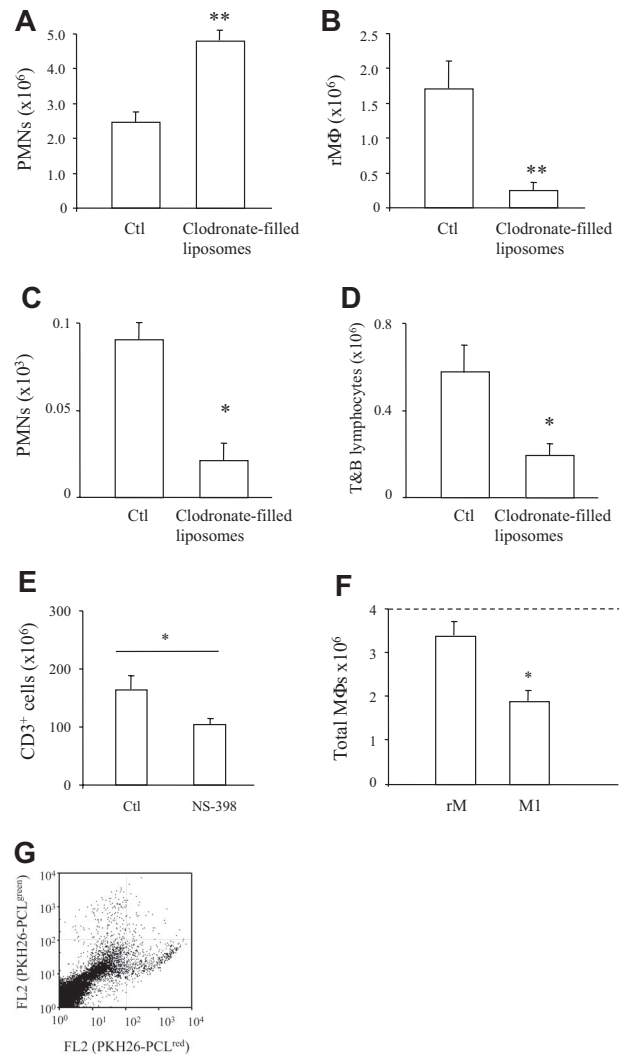 A
**
PMNs (x10⁶)
5.0
4.0
3.0
2.0
1.0
0.0
Ctl
Clodronate-filled
liposomes
B
rMΦ (x10⁶)
2.5
2.0
1.5
1.0
0.5
0
**
Ctl
Clodronate-filled
liposomes
C
PMNs (x10³)
0.1
0.05
0
*
Ctl
Clodronate-filled
liposomes
D
T&B lymphocytes (x10⁶)
0.8
0.4
0
*
Ctl
Clodronate-filled
liposomes
E
CD3⁺ cells (x10⁶)
300
200
100
0
*
Ctl
NS-398
F
Total MΦs x10⁶
4
3
2
1
0
*
rM
M1
G
FL2 (PKH26-PCLᵍʳᵉᵉⁿ)
10⁴
10³
10²
10¹
10⁰
10⁰
10¹
10²
10³
10⁴
FL2 (PKH26-PCLʳᵉᵈ)